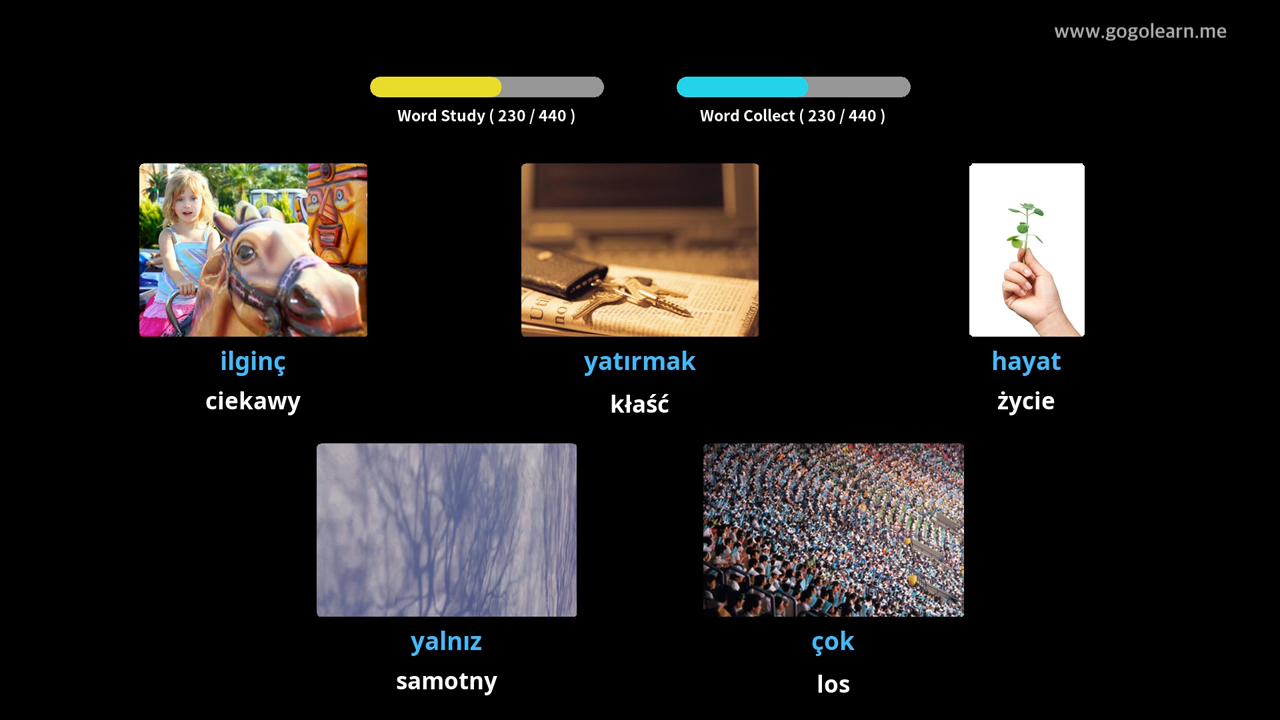 www.gogolearn.me
Word Study ( 230 / 440 )
Word Collect ( 230 / 440 )
ilginç
ciekawy
yatırmak
kłaść
hayat
życie
yalnız
samotny
çok
los